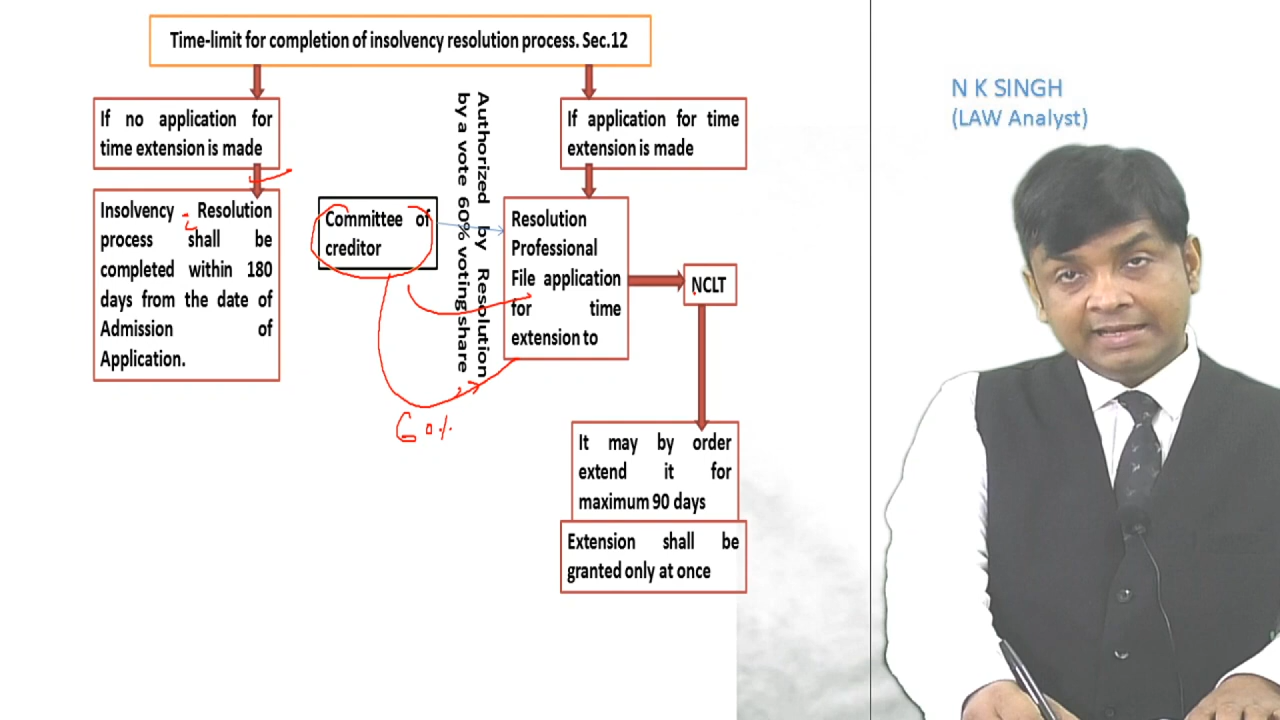 Time-limit for completion of insolvency resolution process. Sec.12
If no application for
time extension is made
Insolvency Resolution
process shall be
completed within 180
days from the date of
Admission of
Application.
Committee of
creditor
Authorized by Resolution
by a vote 60% voting share
60%
If application for time
extension is made
Resolution
Professional
File application
for time
extension to
NCLT
It may by order
extend it for
maximum 90 days
Extension shall be
granted only at once
N K SINGH
(LAW Analyst)